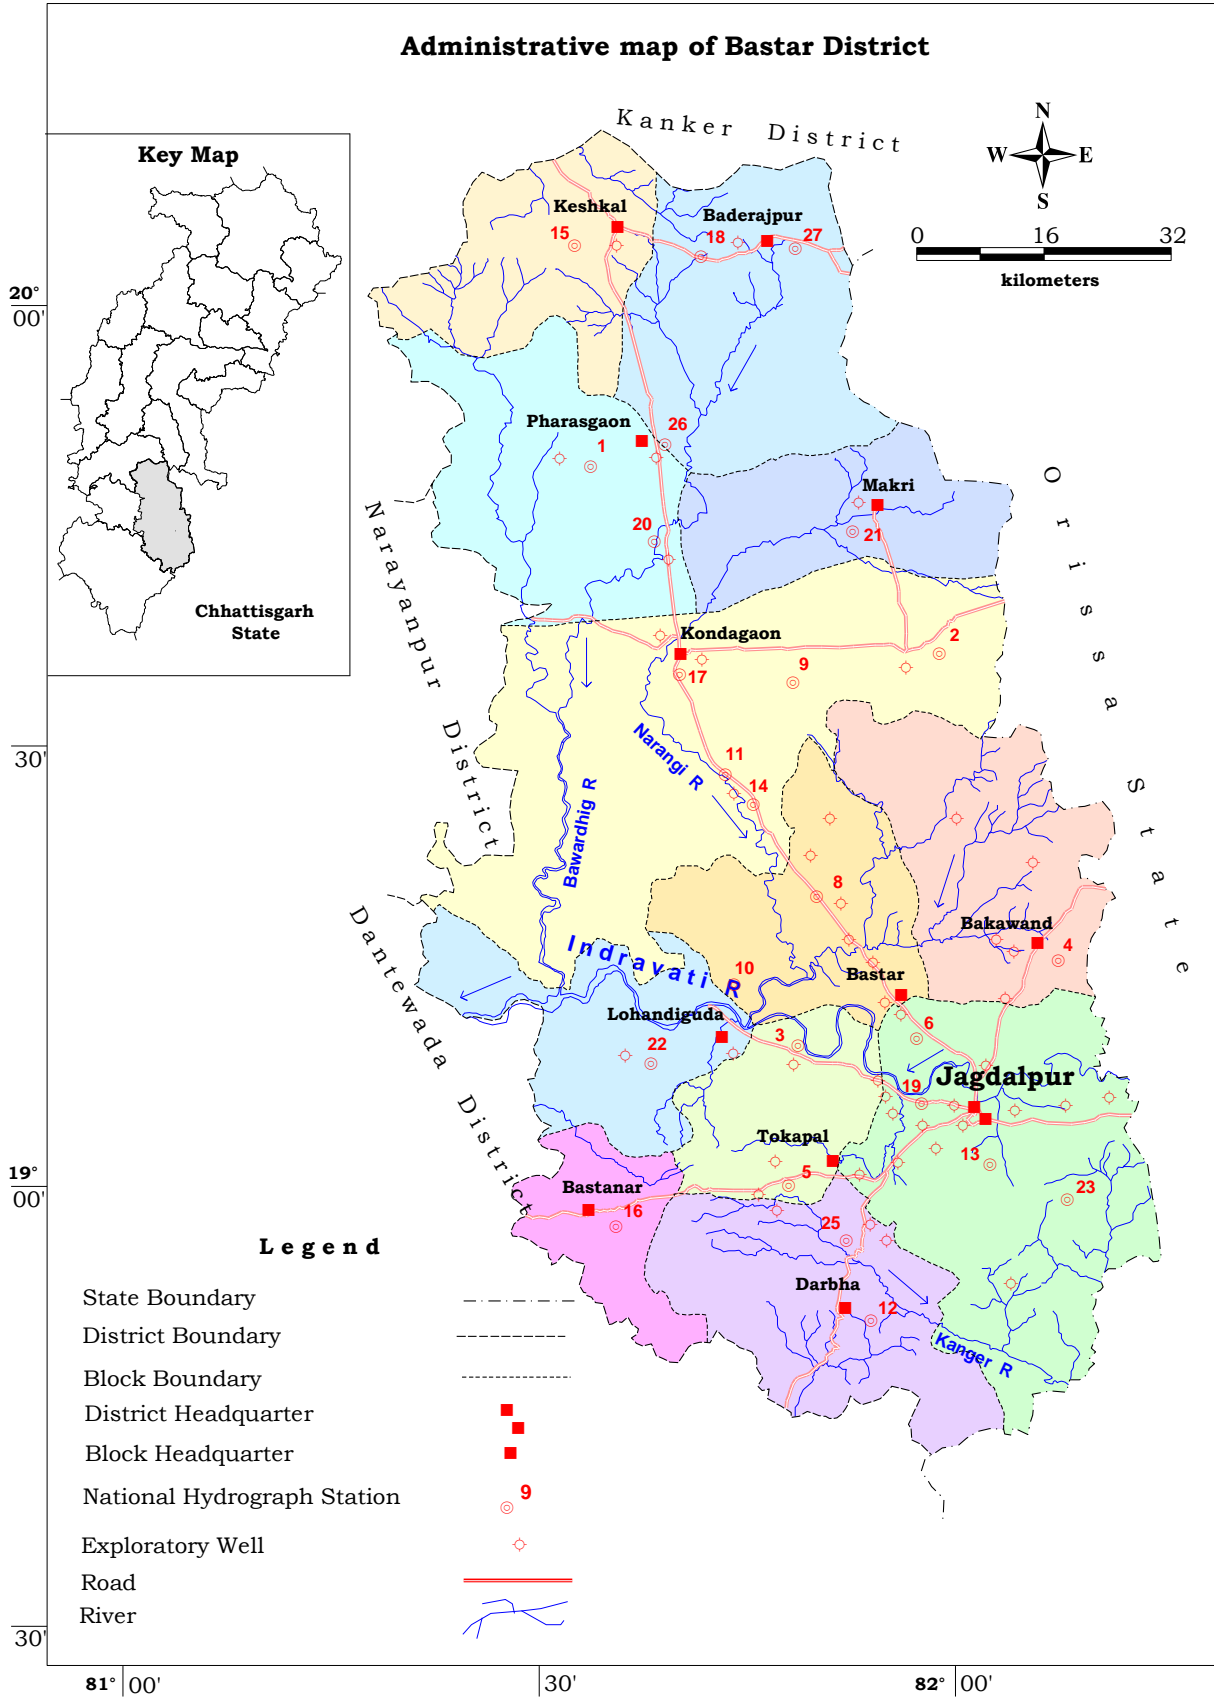 Administrative map of Bastar District
Kanker District
N
W E
S
Key Map
Keshkal
Baderajpur
15
18
27
0 16 32
kilometers
20°
00'
Pharasgaon
26
1
Makri
Orissa State
20
21
Narayanpur District
Chhattisgarh
State
Kondagaon
2
9
17
30'
Narangi R
11
14
Bawardhig R
8
Bakawand
4
Dantewada District
Indravati R
10
Bastar
Lohandiguda
6
3
22
Jagdalpur
19
Tokapal
13
19°
00'
5
Bastanar
23
16
25
Legend
Darbha
12
Kanger R
State Boundary
District Boundary
Block Boundary
District Headquarter
Block Headquarter
National Hydrograph Station
9
Exploratory Well
Road
River
30'
81° 00'
30'
82° 00'